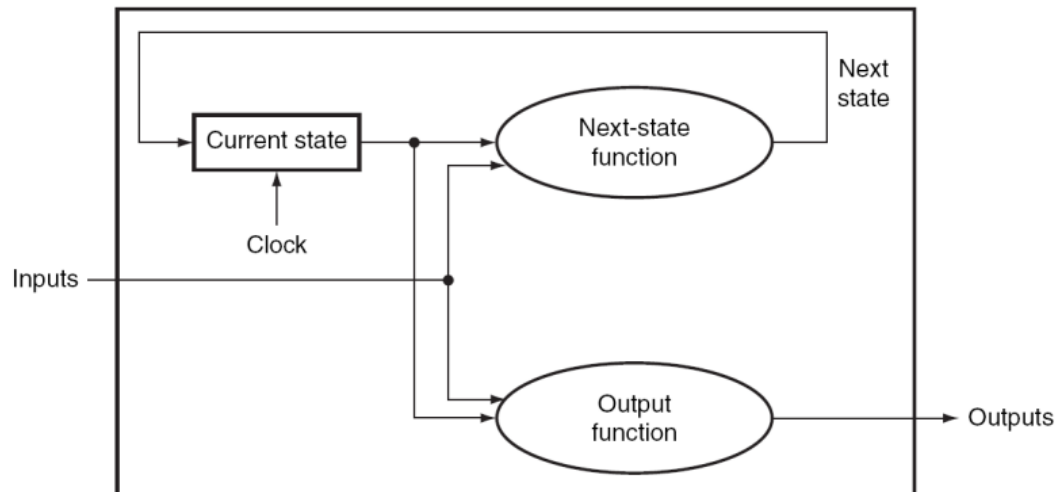 Next
state
Current state
Next-state
function
Clock
Inputs
Output
function
Outputs